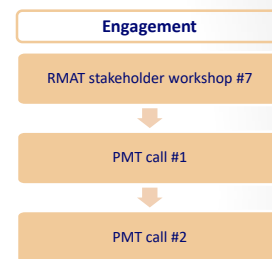 Engagement
RMAT stakeholder workshop #7
PMT call #1
PMT call #2